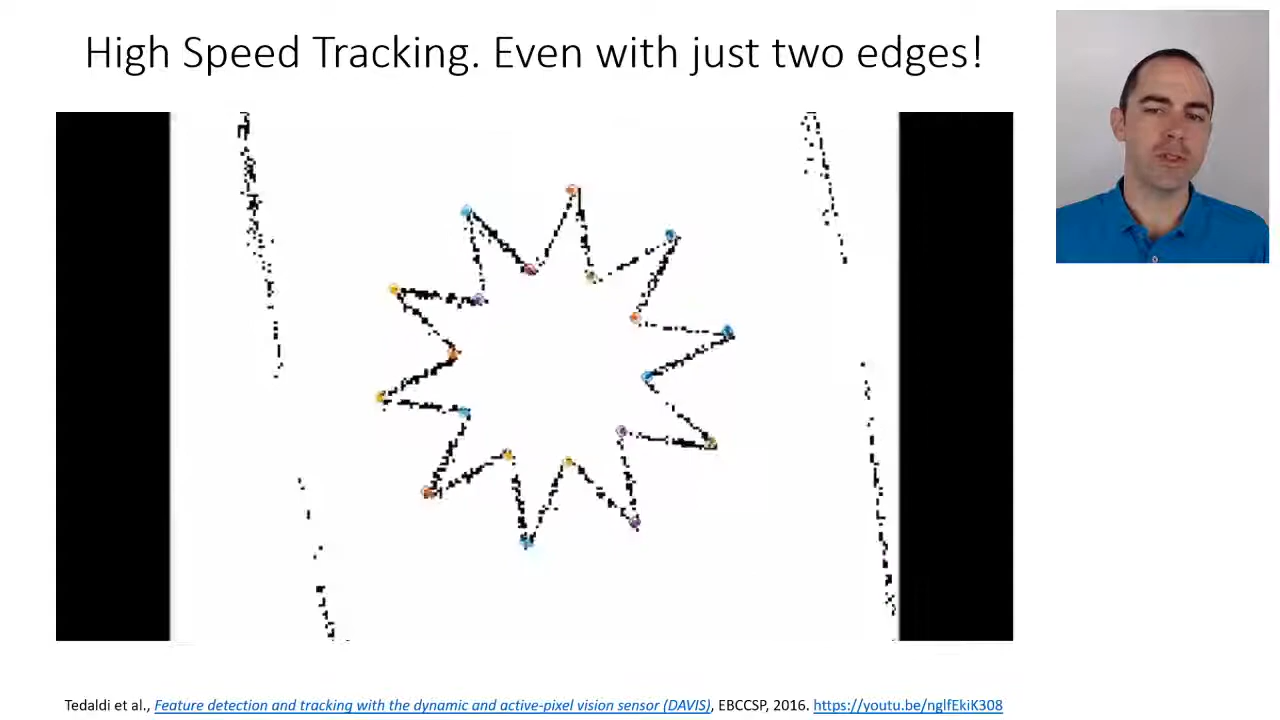 High Speed Tracking. Even with just two edges!
Tedaldi et al., Feature detection and tracking with the dynamic and active-pixel vision sensor (DAVIS), EBCCSP, 2016. https://youtu.be/nglfEkiK308